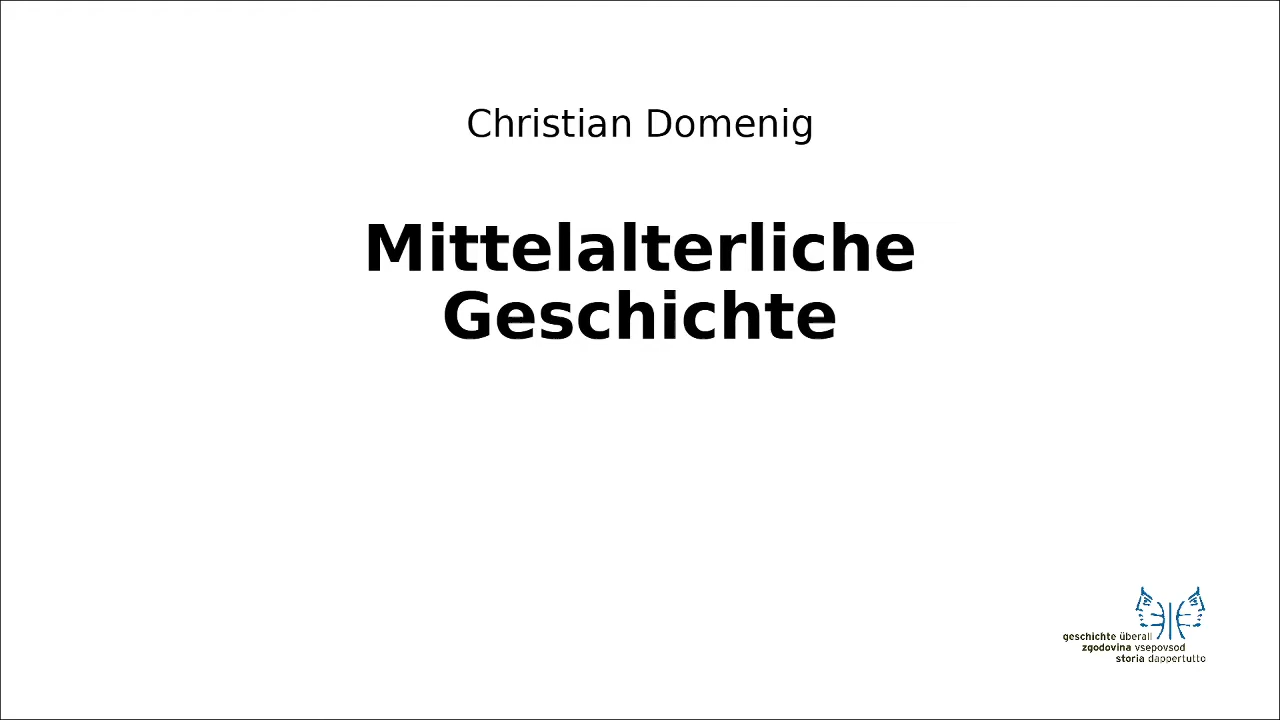 Christian Domenig
Mittelalterliche
Geschichte
geschichte überall
zgodovina vsepovsod
storia dappertutto